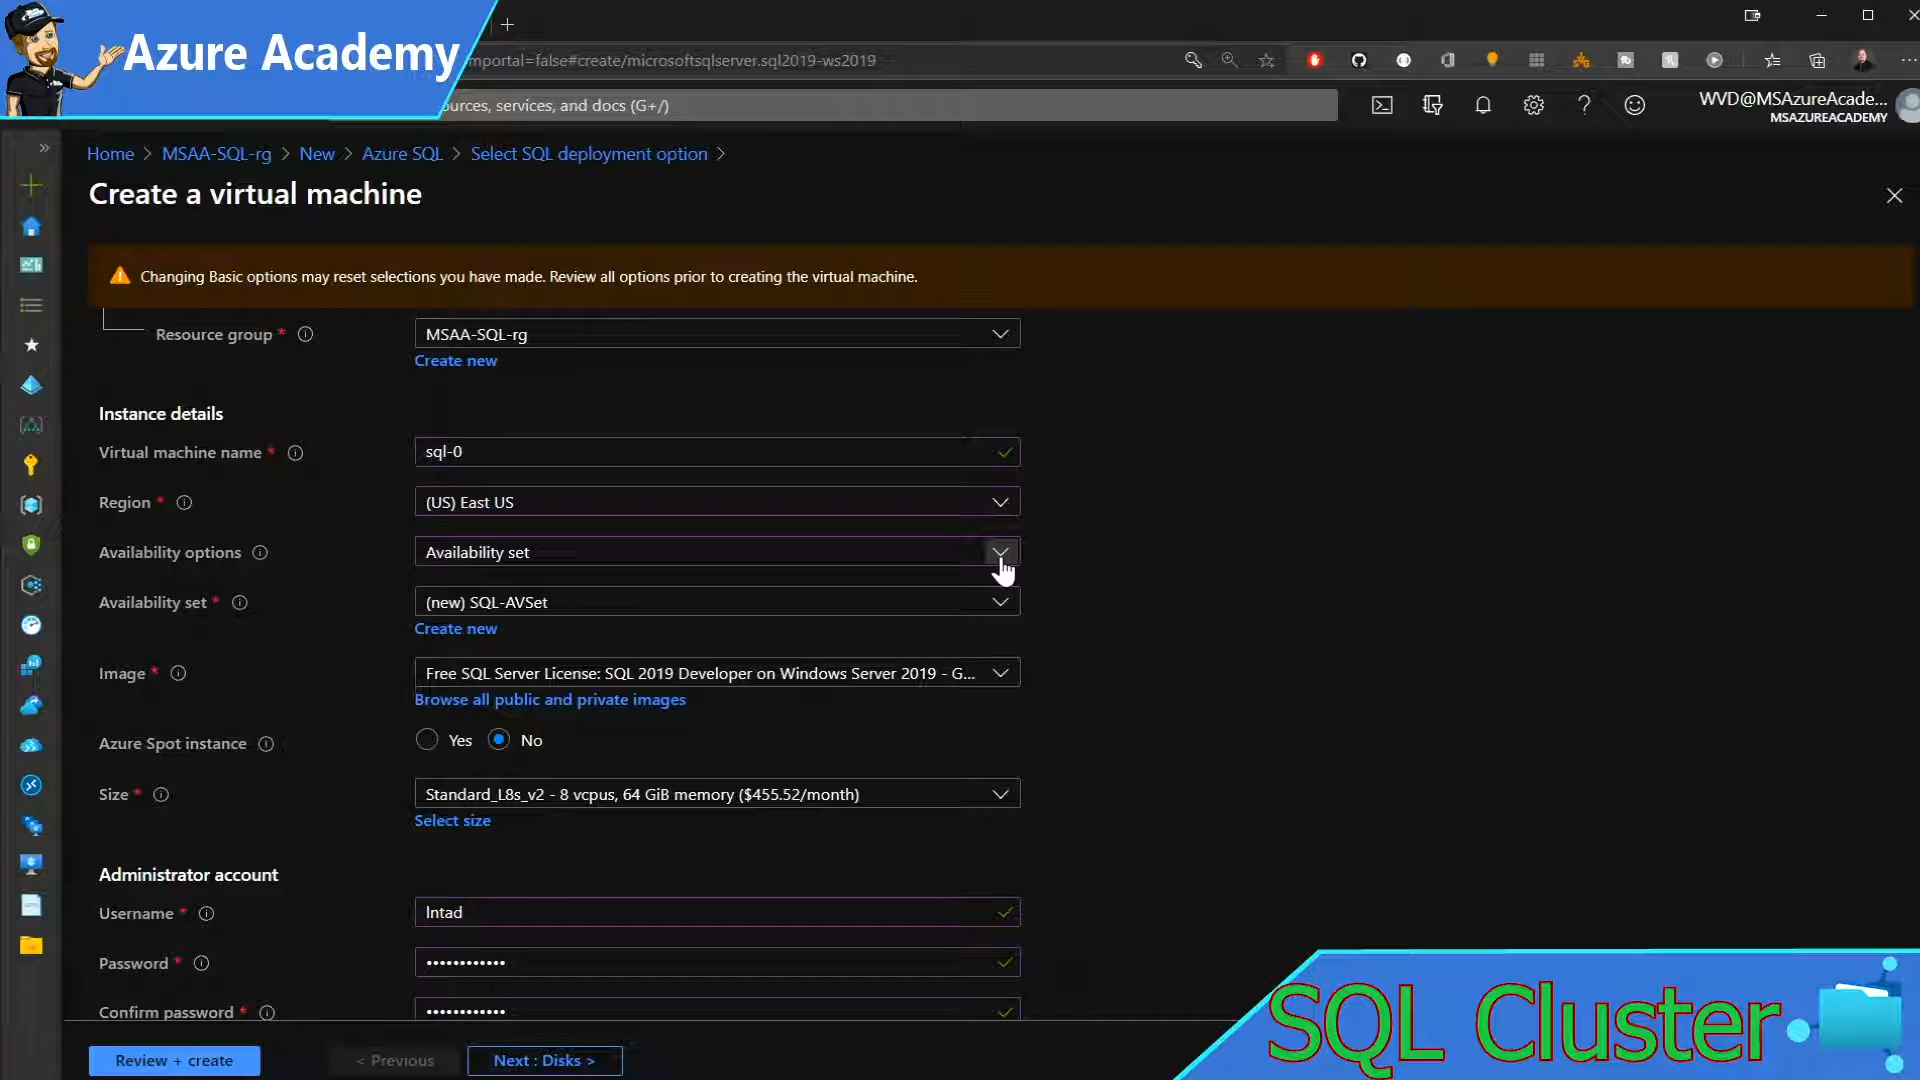 Azure Academy
mportal=false#create/microsoftsqlserver.sql2019-ws2019
ources, services, and docs (G+/)
WVD@MSAzureAcade...
MSAZUREACADEMY
Home > MSAA-SQL-rg > New > Azure SQL > Select SQL deployment option >
Create a virtual machine
Changing Basic options may reset selections you have made. Review all options prior to creating the virtual machine.
Resource group * MSAA-SQL-rg
Create new
Instance details
Virtual machine name * sql-0
Region * (US) East US
Availability options Availability set
Availability set * (new) SQL-AVSet
Create new
Image * Free SQL Server License: SQL 2019 Developer on Windows Server 2019 - G...
Browse all public and private images
Azure Spot instance Yes No
Size * Standard_L8s_v2 - 8 vcpus, 64 GiB memory ($455.52/month)
Select size
Administrator account
Username * lntad
Password * ••••••••••••
Confirm password * ••••••••••••
Review + create < Previous Next : Disks >
SQL Cluster